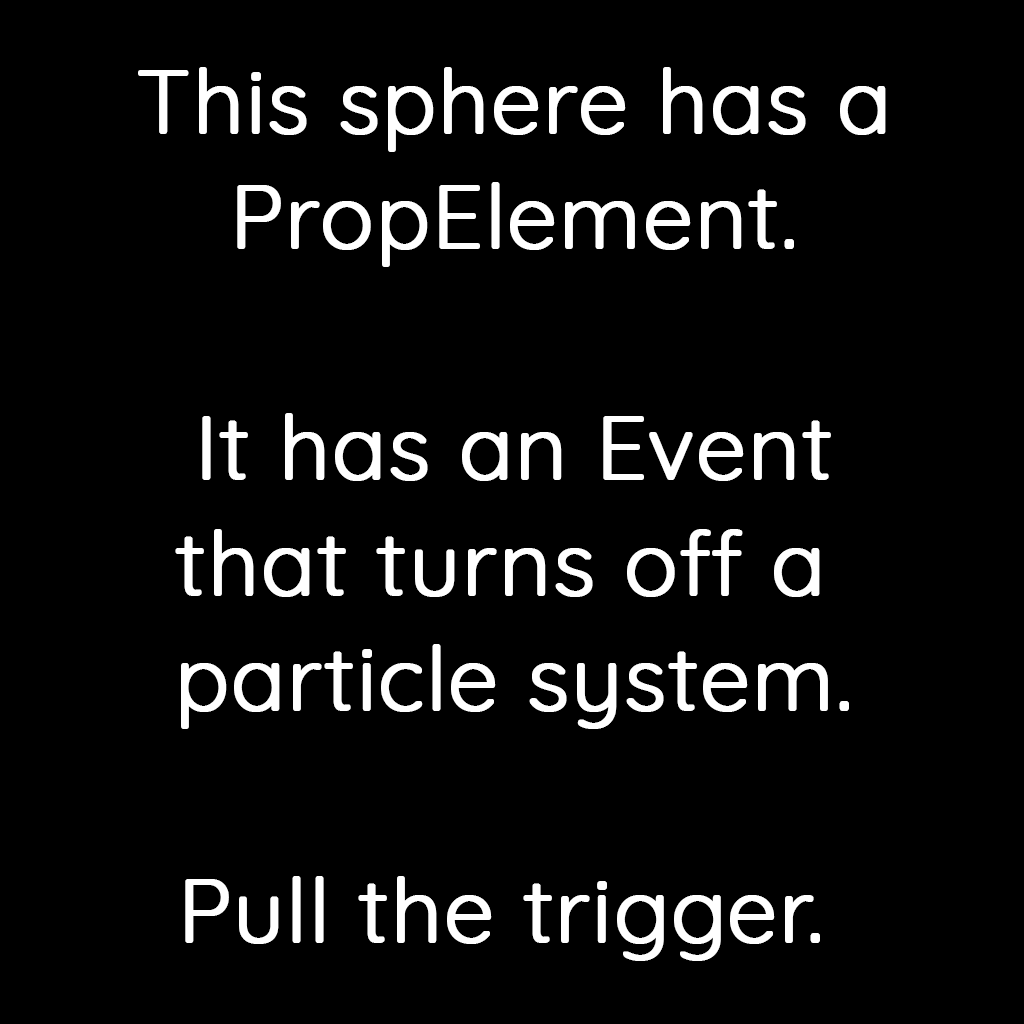 This sphere has a
PropElement.
It has an Event
that turns off a
particle system.
Pull the trigger.